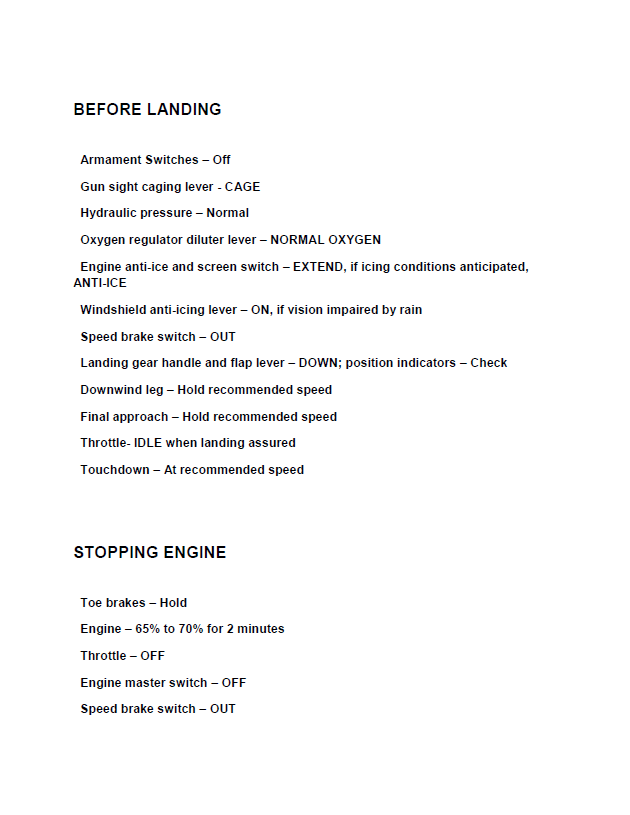 BEFORE LANDING
Armament Switches – Off
Gun sight caging lever - CAGE
Hydraulic pressure – Normal
Oxygen regulator diluter lever – NORMAL OXYGEN
Engine anti-ice and screen switch – EXTEND, if icing conditions anticipated,
ANTI-ICE
Windshield anti-icing lever – ON, if vision impaired by rain
Speed brake switch – OUT
Landing gear handle and flap lever – DOWN; position indicators – Check
Downwind leg – Hold recommended speed
Final approach – Hold recommended speed
Throttle- IDLE when landing assured
Touchdown – At recommended speed
STOPPING ENGINE
Toe brakes – Hold
Engine – 65% to 70% for 2 minutes
Throttle – OFF
Engine master switch – OFF
Speed brake switch – OUT